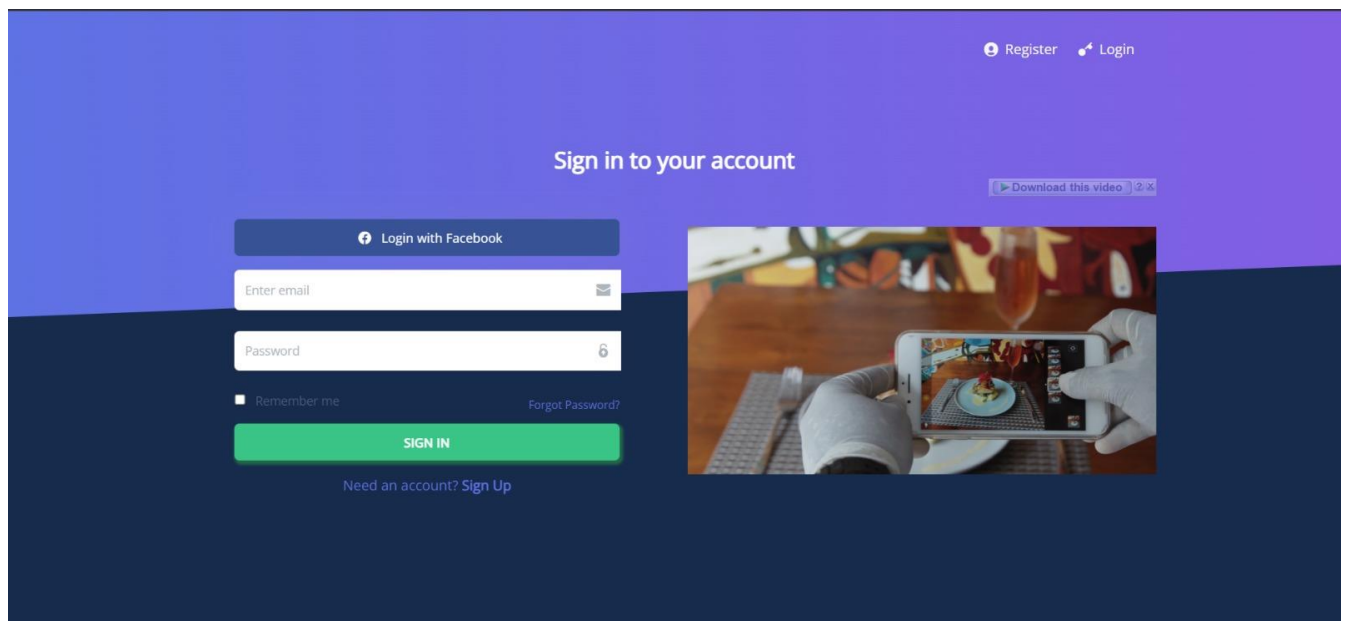 Register Login
Sign in to your account
Download this video
Login with Facebook
Enter email
Password
Remember me
Forgot Password?
SIGN IN
Need an account? Sign Up